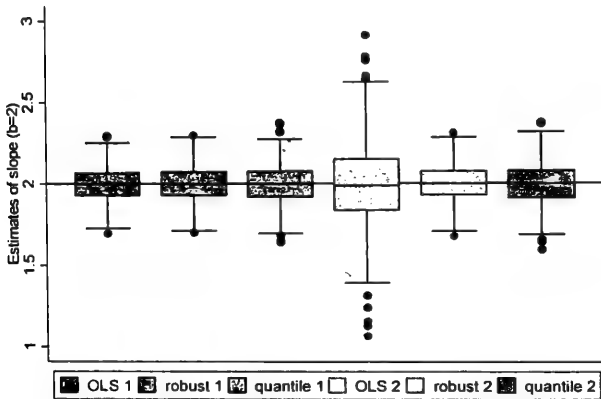 3
2.5
2
1.5
1
Estimates of slope (b=2)
OLS 1 robust 1 quantile 1 OLS 2 robust 2 quantile 2